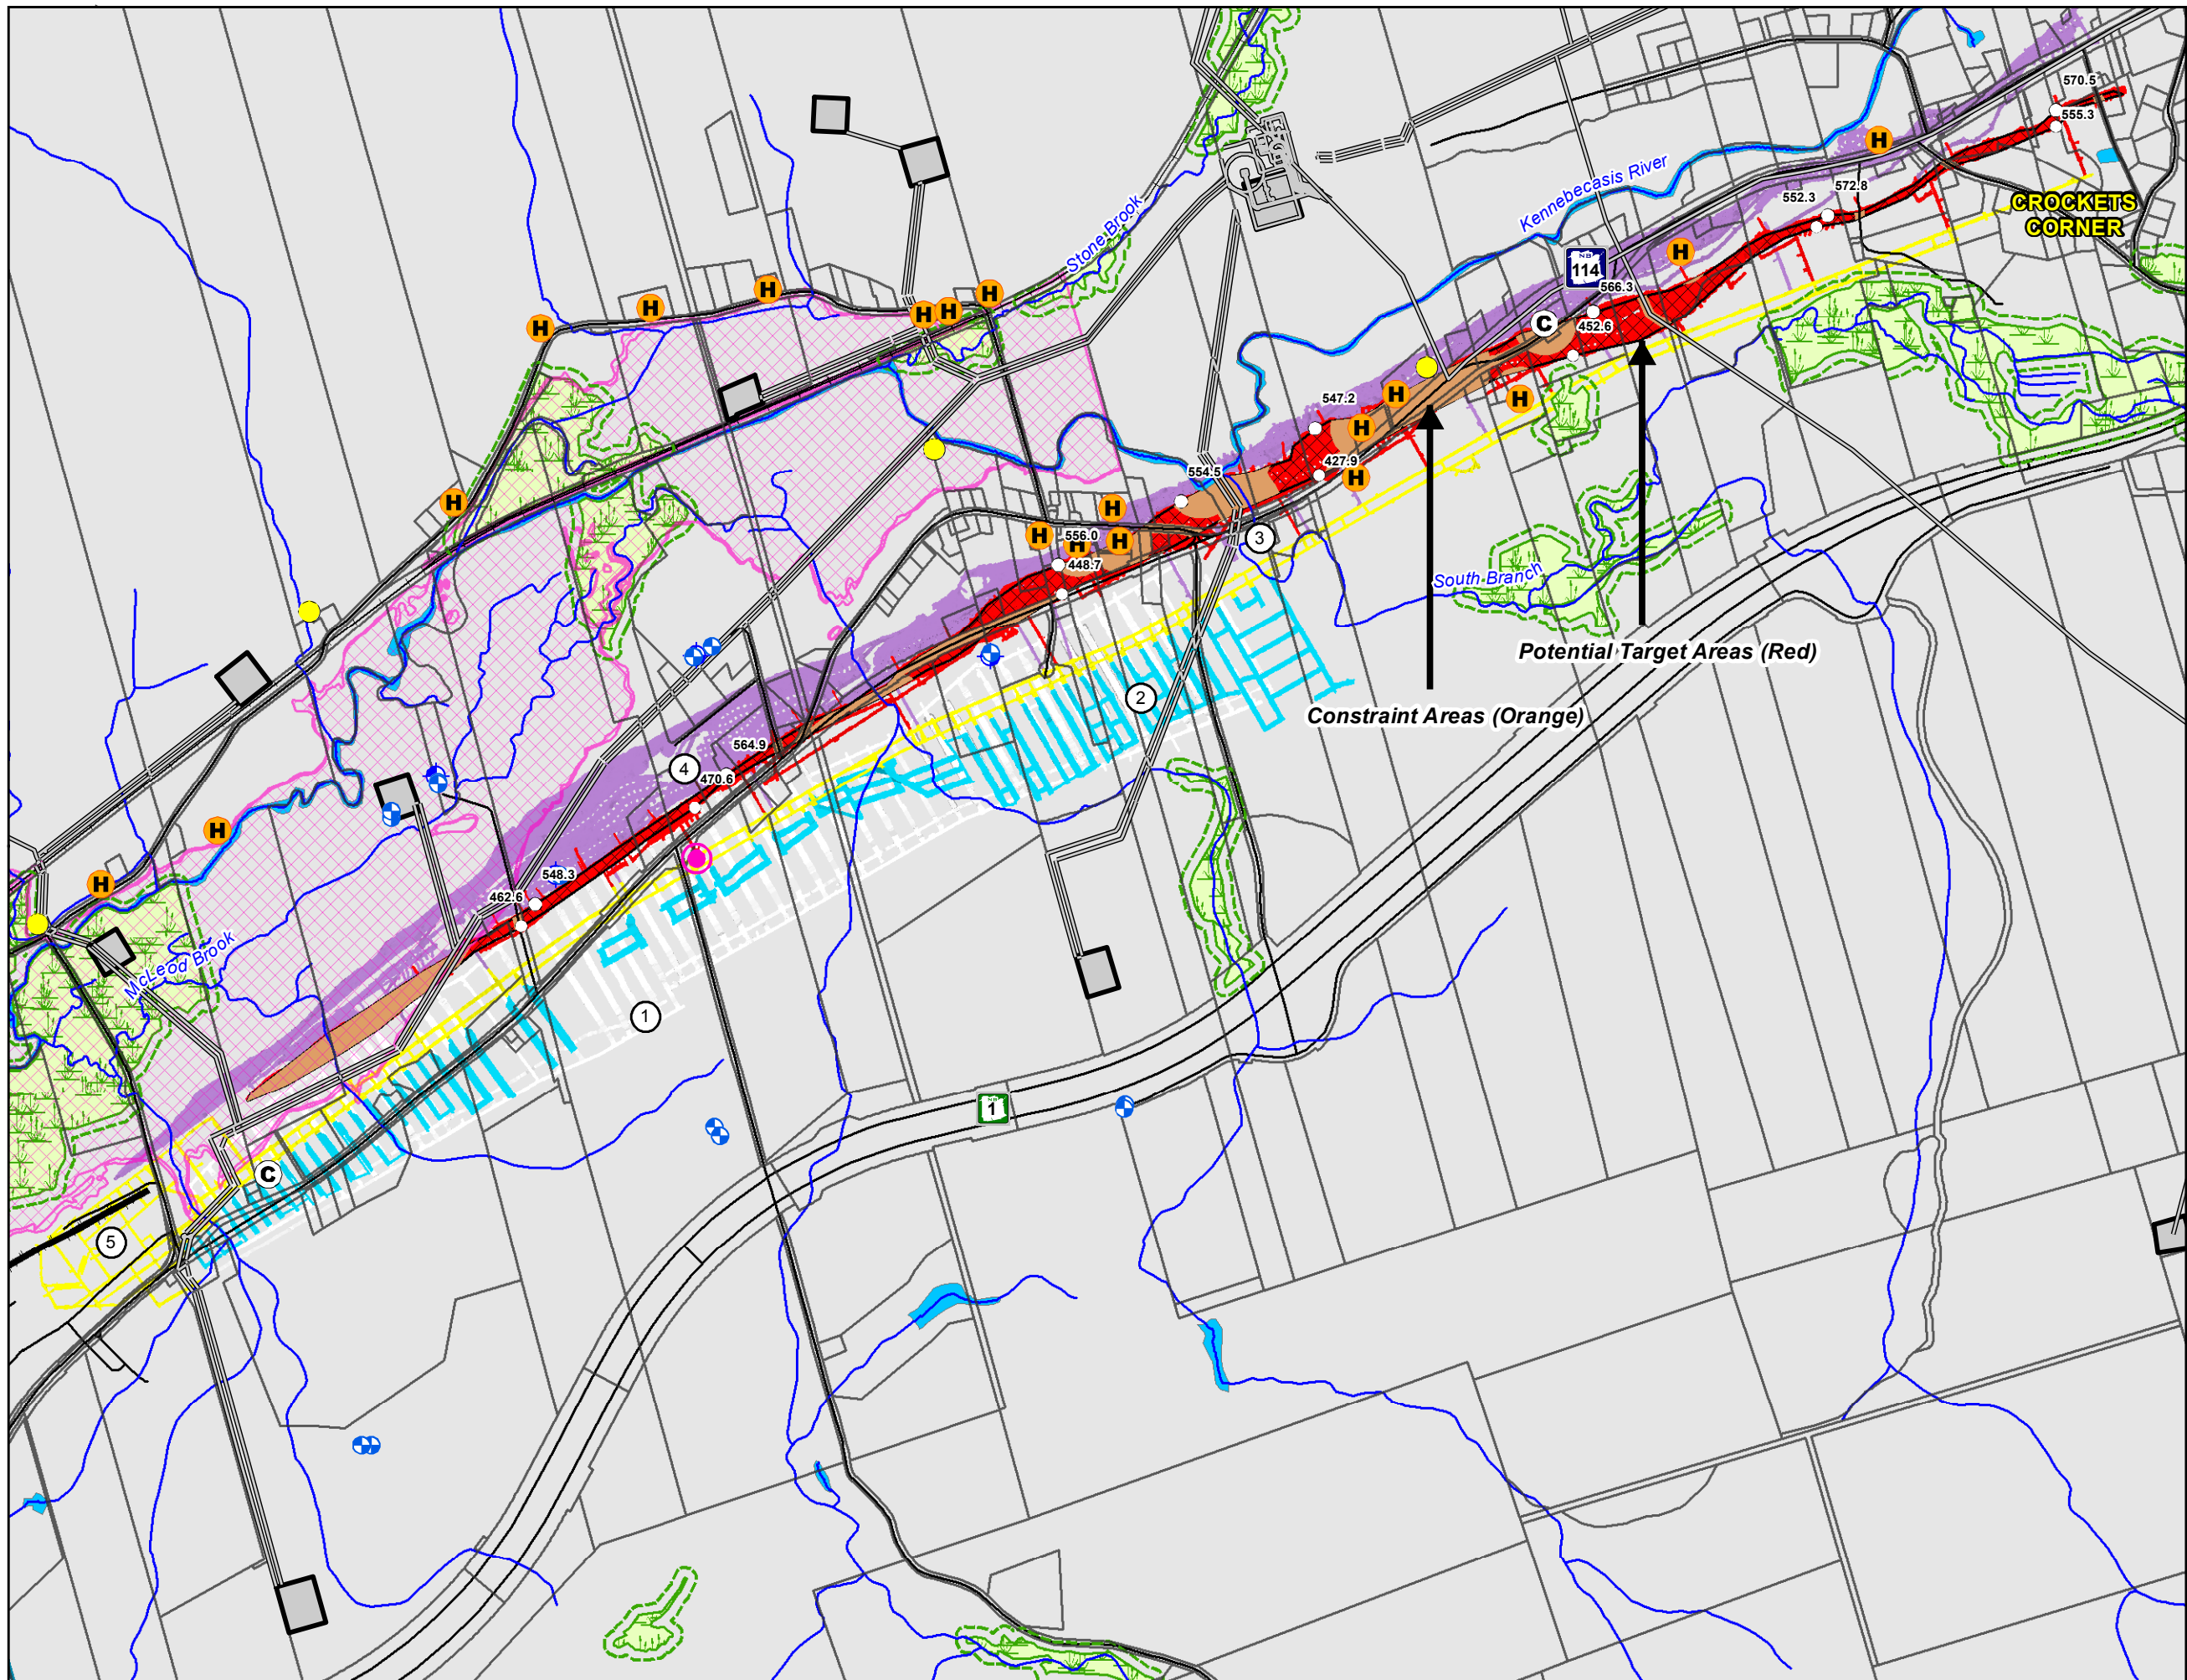 570.5
555.3
H
Kennebecasis River
572.8
552.3
CROCKETS
CORNER
Stone Brook
H
NB
114
566.3
H
H
H
H
H
H
H
C
452.6
547.2
H
H
H
427.9
H
554.5
H
H
H
556.0
H
H
3
448.7
South Branch
Potential Target Areas (Red)
2
Constraint Areas (Orange)
564.9
4
470.6
H
548.3
462.6
H
McLeod Brook
1
NB
1
C
5